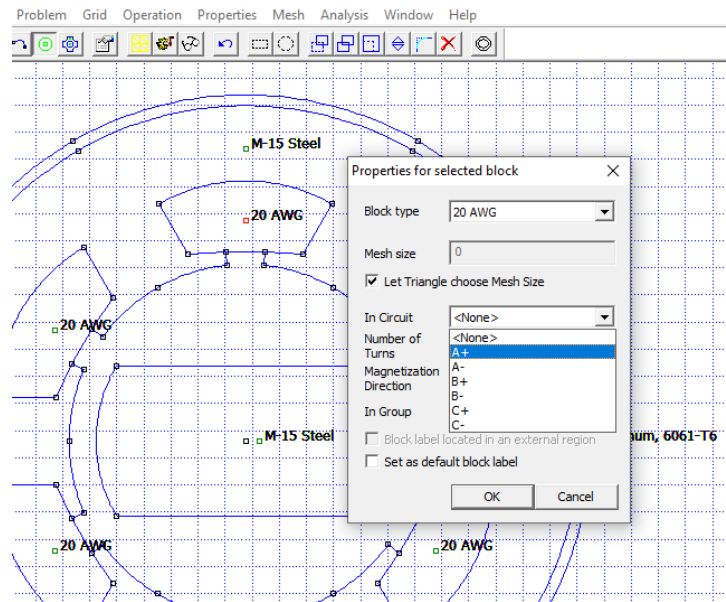 Problem Grid Operation Properties Mesh Analysis Window Help
M-15 Steel
20 AWG
20 AWG
M-15 Steel
num, 6061-T6
20 AWG
20 AWG
Properties for selected block
Block type
20 AWG
Mesh size
0
Let Triangle choose Mesh Size
In Circuit
<None>
Number of
Turns
Magnetization
Direction
In Group
<None>
A+
A-
B+
B-
C+
C-
Block label located in an external region
Set as default block label
OK Cancel